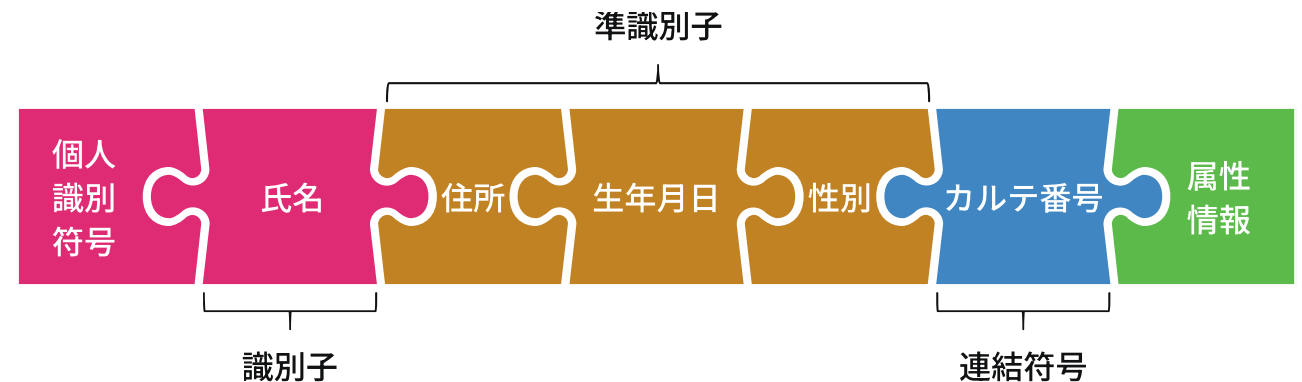 準識別子
個人
識別
符号
氏名
住所
生年月日
性別
カルテ番号
属性
情報
識別子
連結符号